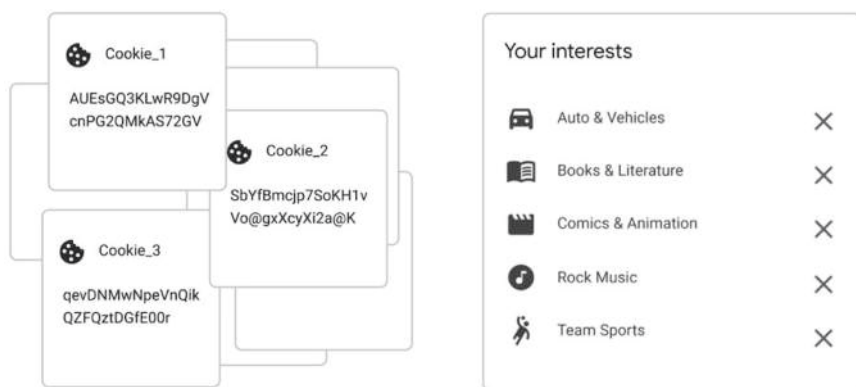 Cookie_1
AUEsGQ3KLwR9DgV
cnPG2QMkAS72GV
Cookie_2
SbYfBmcjp7SoKH1v
Vo@gxXcyXi2a@K
Cookie_3
qevDNMwNpeVnQik
QZFQztDGfE00r
Your interests
Auto & Vehicles
Books & Literature
Comics & Animation
Rock Music
Team Sports